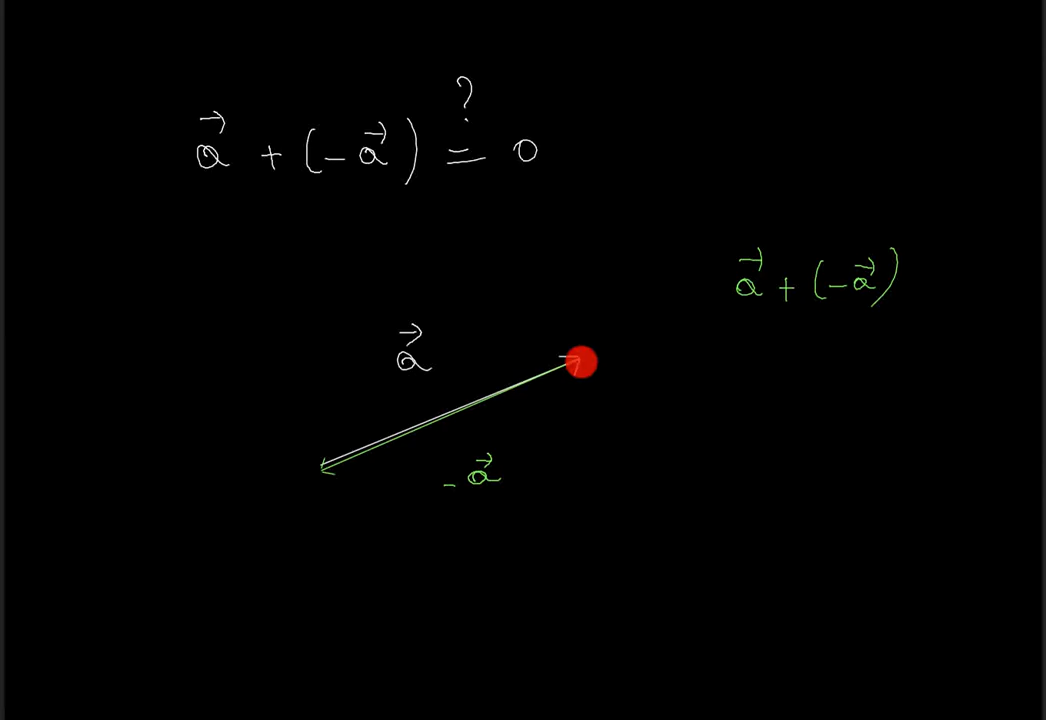 a⃗ + (-a⃗) ≟ 0
a⃗ + (-a⃗)
a⃗
-a⃗